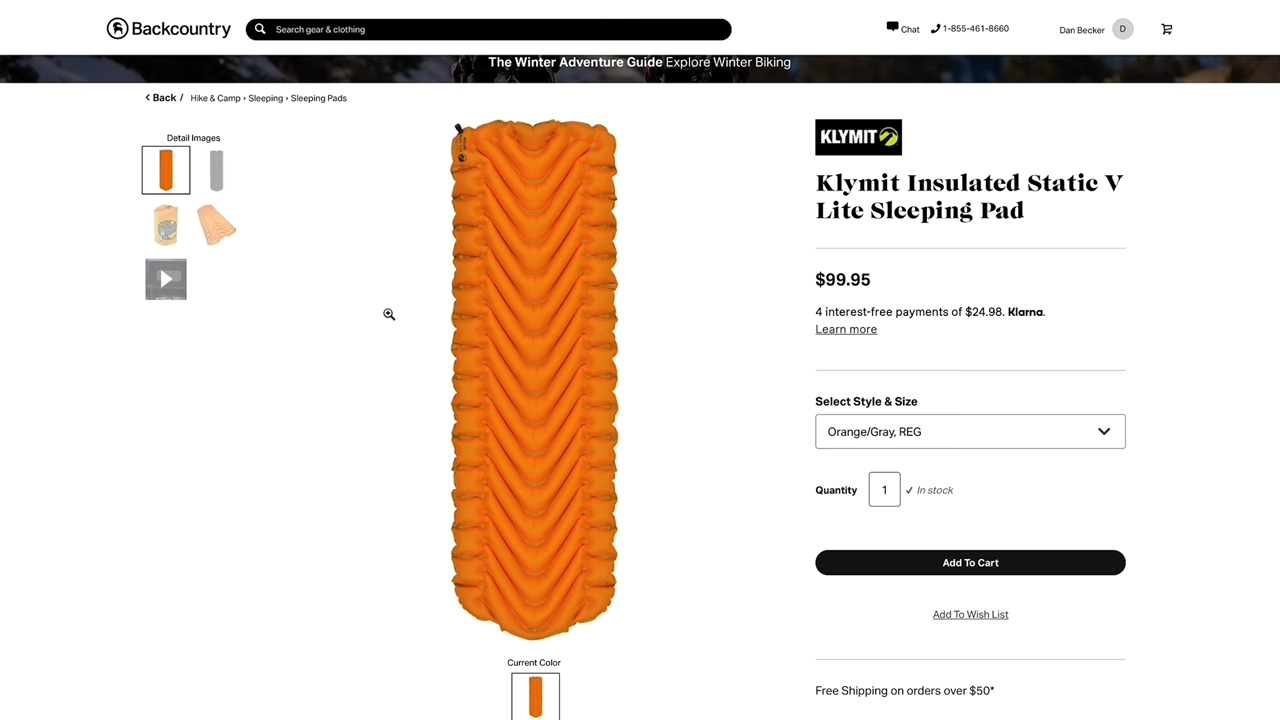 Backcountry
Search gear & clothing
Chat
1-855-461-8660
Dan Becker
D
The Winter Adventure Guide Explore Winter Biking
Back / Hike & Camp › Sleeping › Sleeping Pads
Detail Images
KLYMIT
Klymit Insulated Static V
Lite Sleeping Pad
$99.95
4 interest-free payments of $24.98. Klarna.
Learn more
Select Style & Size
Orange/Gray, REG
Quantity
1
✓ In stock
Add To Cart
Add To Wish List
Current Color
Free Shipping on orders over $50*